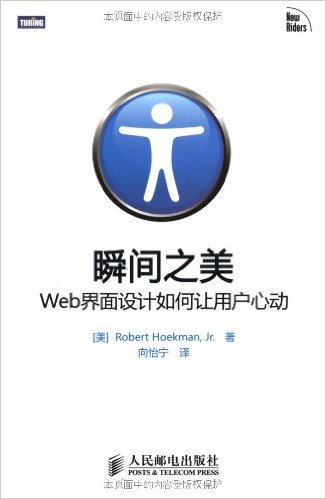 本页面中的内容受版权保护
TURING
New
Riders
瞬间之美
Web界面设计如何让用户心动
[美] Robert Hoekman, Jr. 著
向怡宁 译
人民邮电出版社
POSTS & TELECOM PRESS
本页面中的内容受版权保护